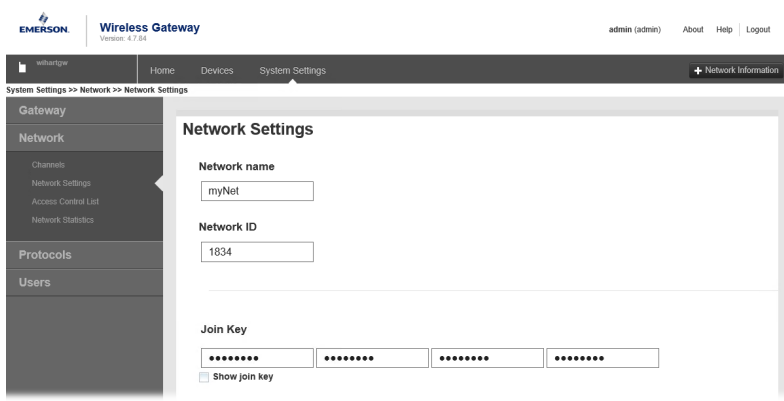 EMERSON.
Wireless Gateway
Version: 4.7.84
admin (admin)
About
Help
Logout
wihartgw
Home
Devices
System Settings
Network Information
System Settings >> Network >> Network Settings
Gateway
Network
Channels
Network Settings
Access Control List
Network Statistics
Protocols
Users
Network Settings
Network name
myNet
Network ID
1834
Join Key
●●●●●●●● ●●●●●●●● ●●●●●●●● ●●●●●●●●
Show join key